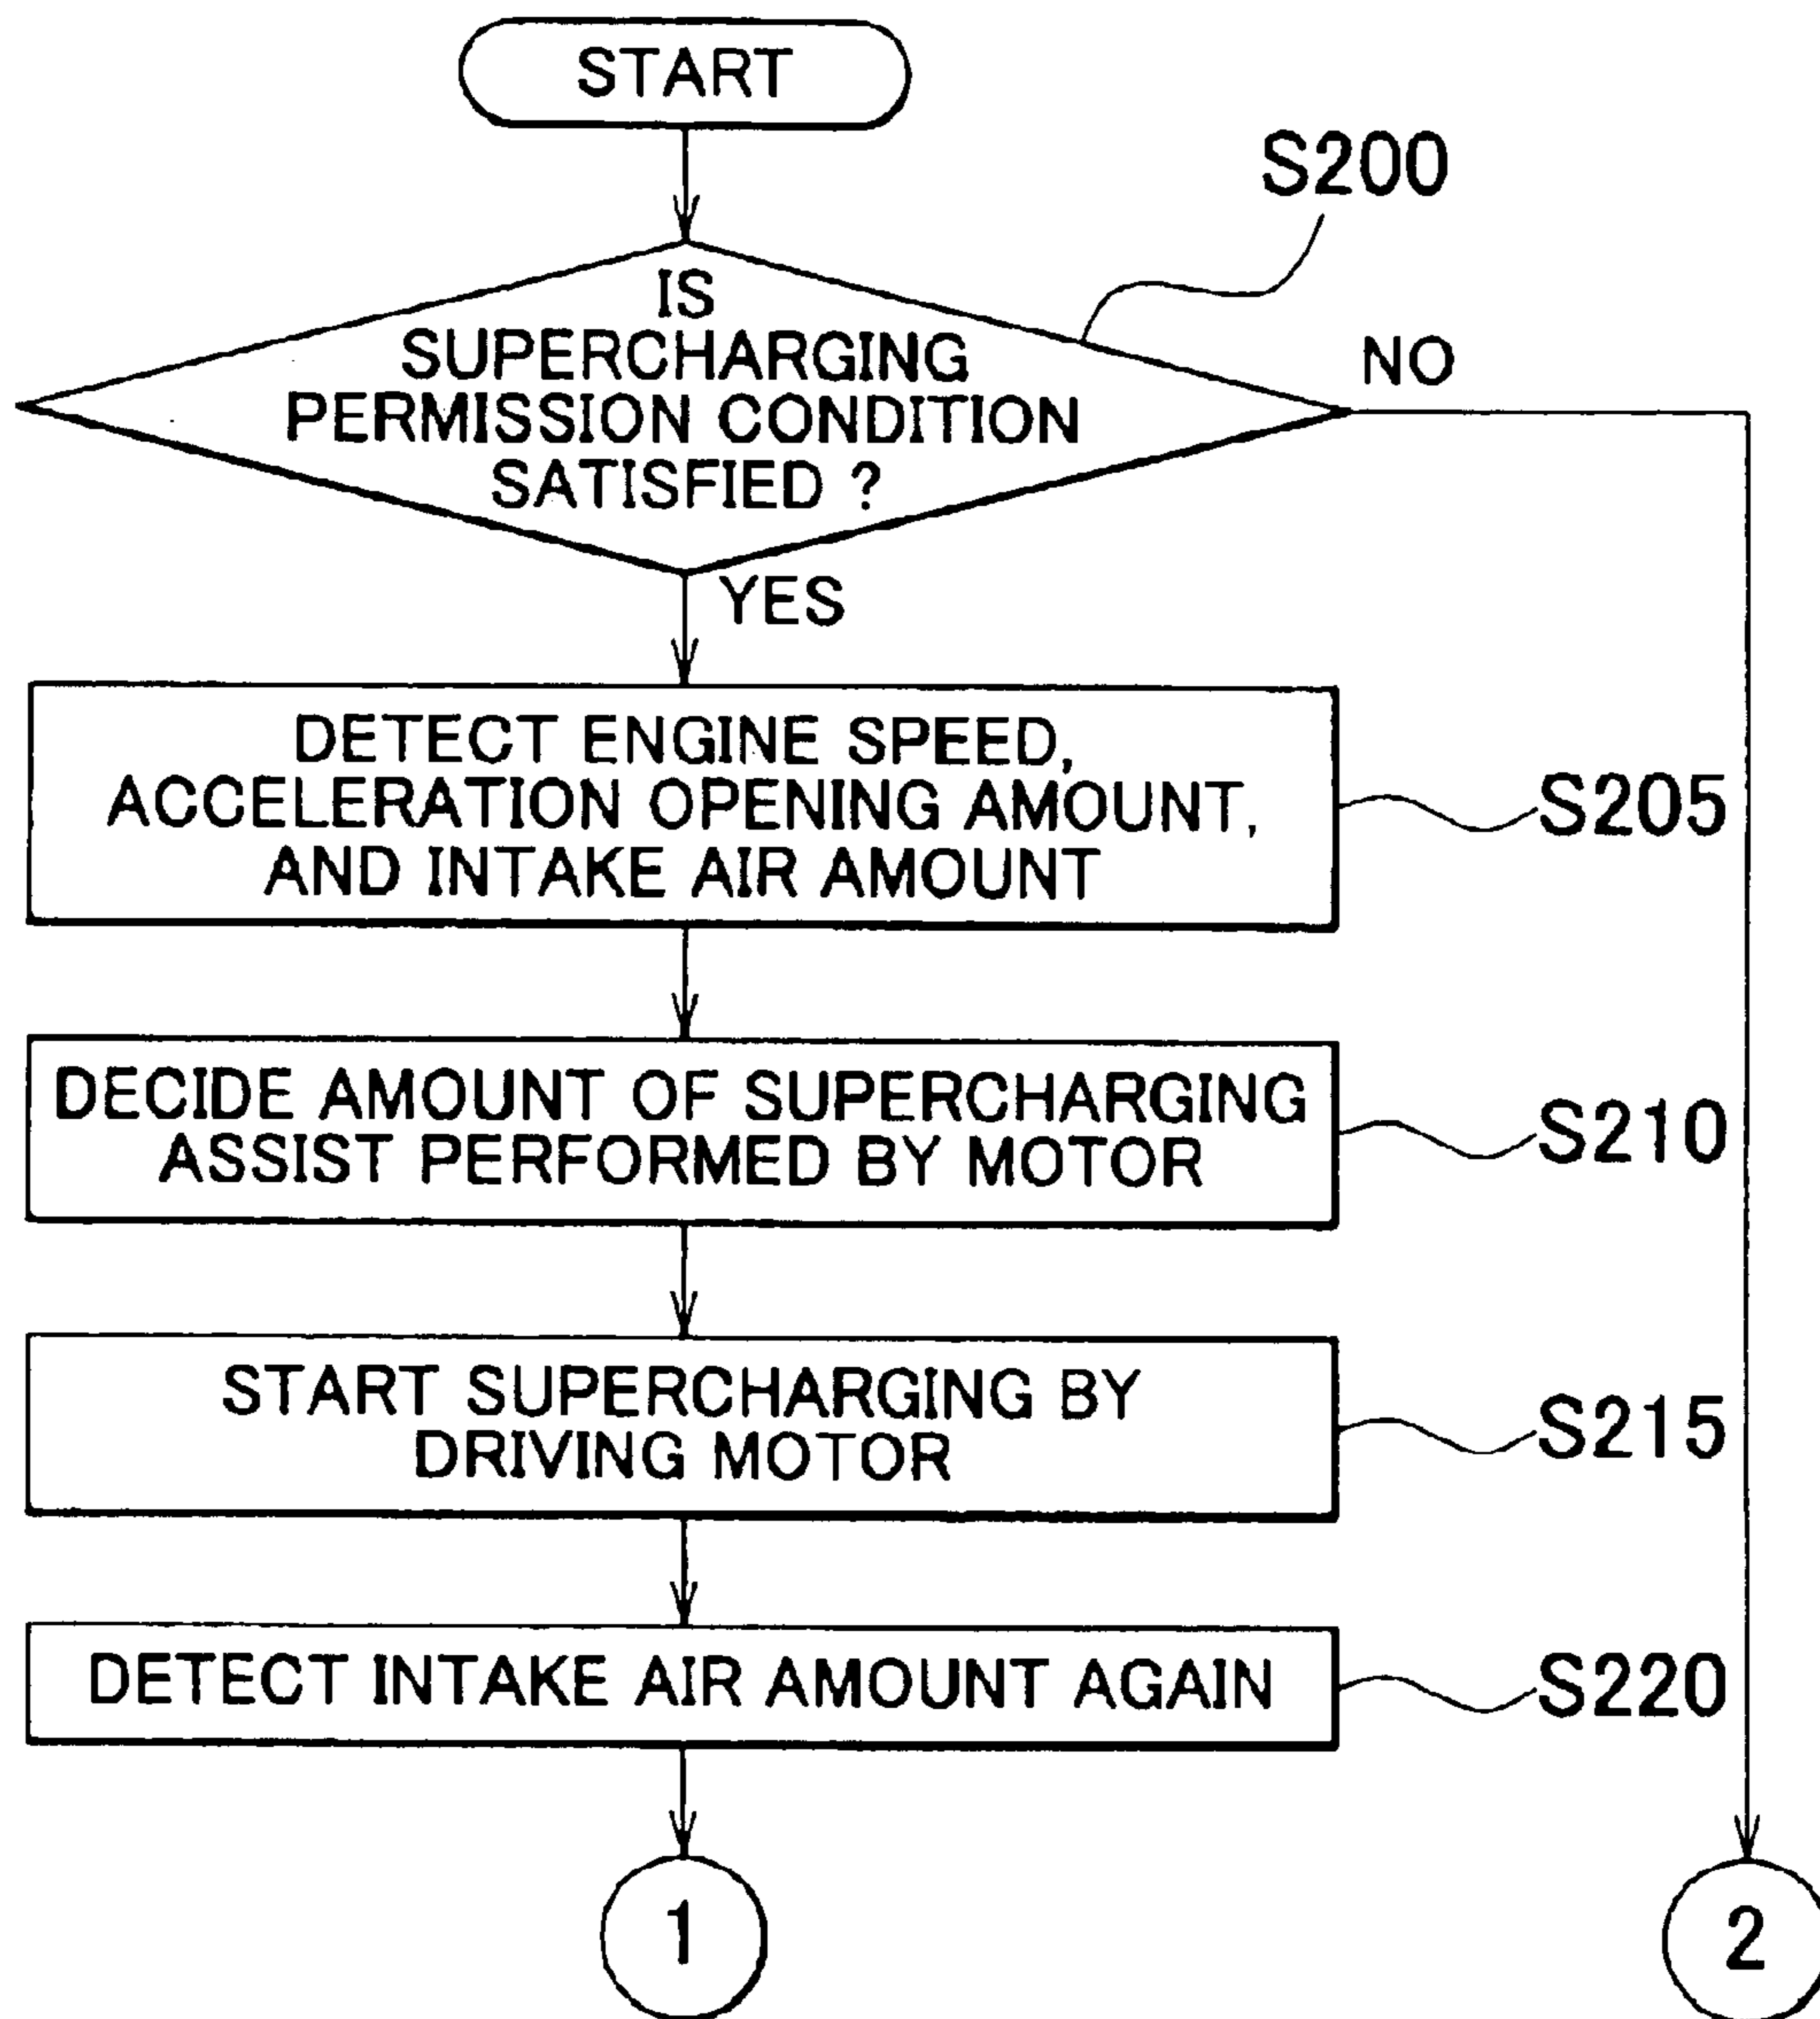 START
S200
IS
SUPERCHARGING
PERMISSION CONDITION
SATISFIED ?
NO
YES
DETECT ENGINE SPEED,
ACCELERATION OPENING AMOUNT,
AND INTAKE AIR AMOUNT
S205
DECIDE AMOUNT OF SUPERCHARGING
ASSIST PERFORMED BY MOTOR
S210
START SUPERCHARGING BY
DRIVING MOTOR
S215
DETECT INTAKE AIR AMOUNT AGAIN
S220
1
2